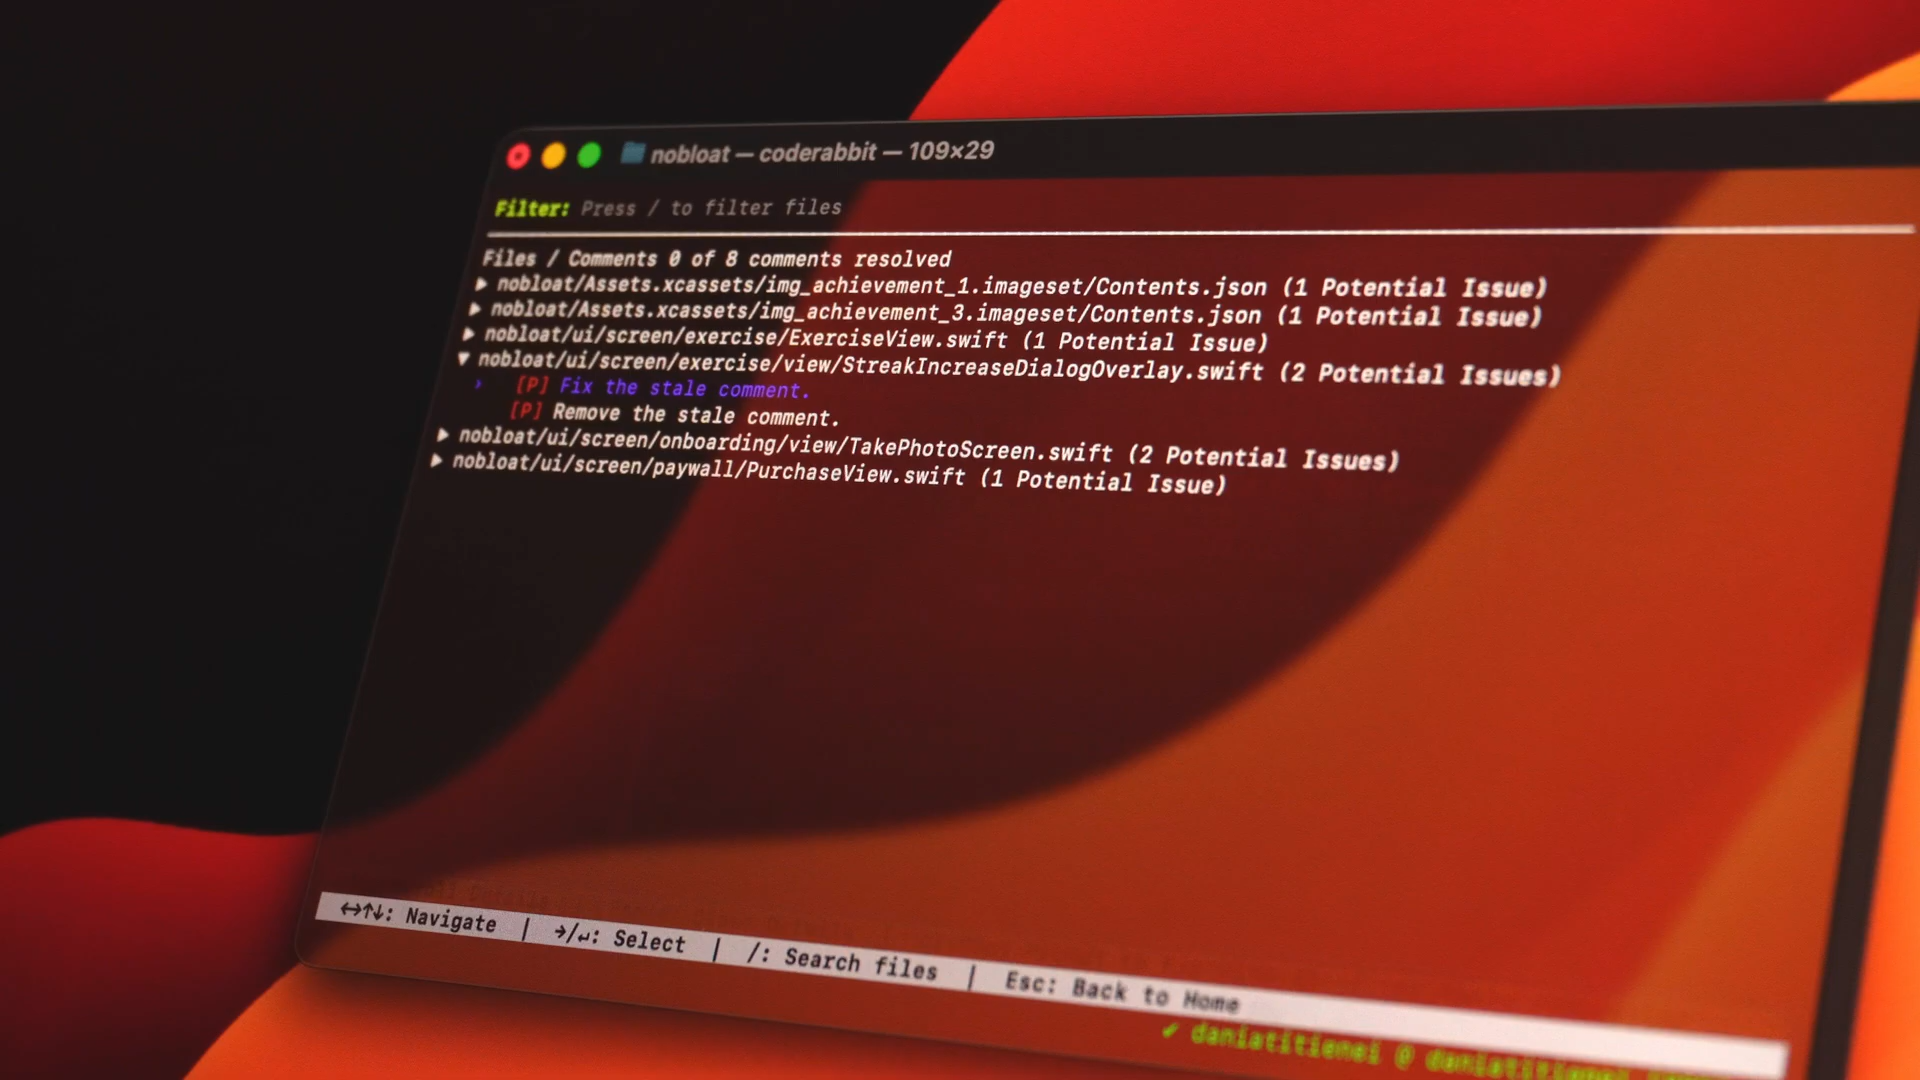 nobloat — coderabbit — 109×29
Filter: Press / to filter files
Files / Comments 0 of 8 comments resolved
▶ nobloat/Assets.xcassets/img_achievement_1.imageset/Contents.json (1 Potential Issue)
▶ nobloat/Assets.xcassets/img_achievement_3.imageset/Contents.json (1 Potential Issue)
▶ nobloat/ui/screen/exercise/ExerciseView.swift (1 Potential Issue)
▼ nobloat/ui/screen/exercise/view/StreakIncreaseDialogOverlay.swift (2 Potential Issues)
› [P] Fix the stale comment.
[P] Remove the stale comment.
▶ nobloat/ui/screen/onboarding/view/TakePhotoScreen.swift (2 Potential Issues)
▶ nobloat/ui/screen/paywall/PurchaseView.swift (1 Potential Issue)
↔↑↓: Navigate | →/↵: Select | /: Search files | Esc: Back to Home
✔ daniatitienei @ daniatitienei